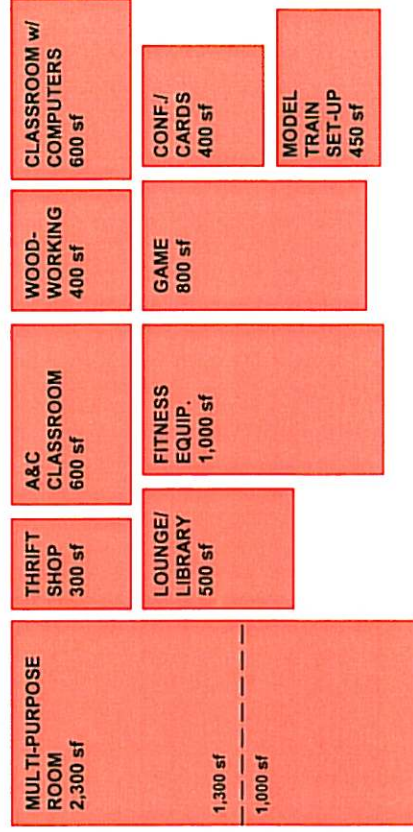 MULTI-PURPOSE
ROOM
2,300 sf
1,300 sf
1,000 sf
THRIFT
SHOP
300 sf
A&C
CLASSROOM
600 sf
WOOD-
WORKING
400 sf
CLASSROOM w/
COMPUTERS
600 sf
LOUNGE/
LIBRARY
500 sf
FITNESS
EQUIP.
1,000 sf
GAME
800 sf
CONF./
CARDS
400 sf
MODEL
TRAIN
SET-UP
450 sf